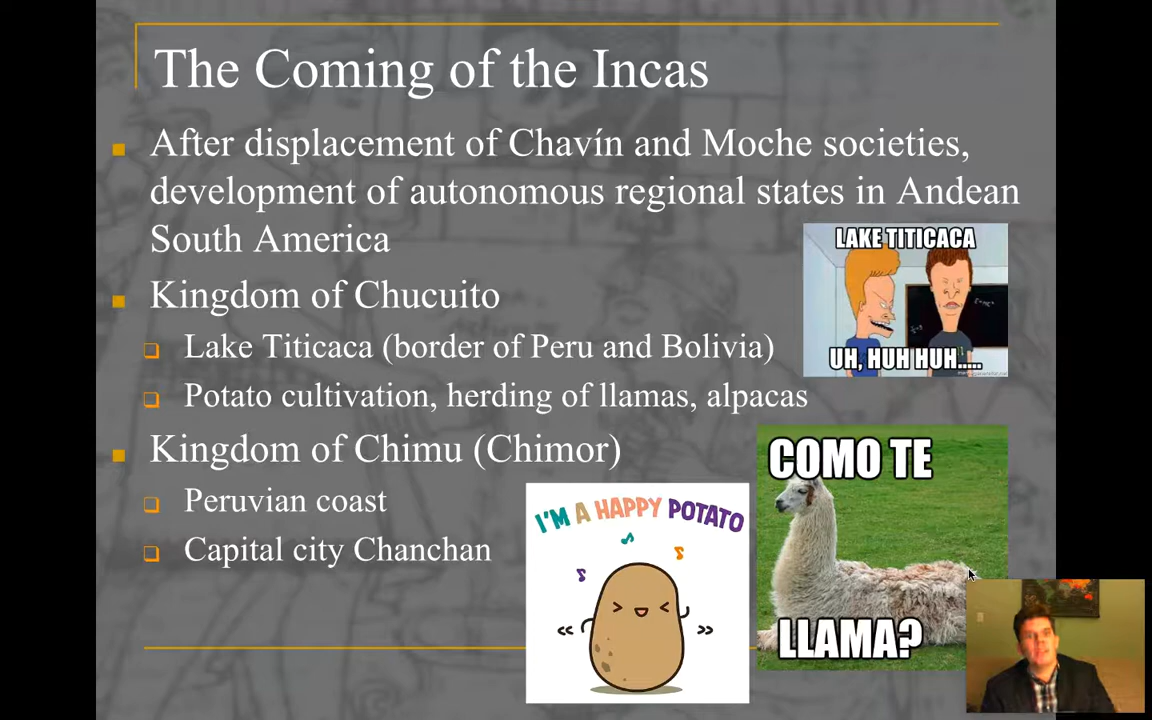 The Coming of the Incas
After displacement of Chavín and Moche societies,
development of autonomous regional states in Andean
South America
Kingdom of Chucuito
Lake Titicaca (border of Peru and Bolivia)
Potato cultivation, herding of llamas, alpacas
Kingdom of Chimu (Chimor)
Peruvian coast
Capital city Chanchan
LAKE TITICACA
UH, HUH HUH.....
I'M A HAPPY POTATO
COMO TE
LLAMA?